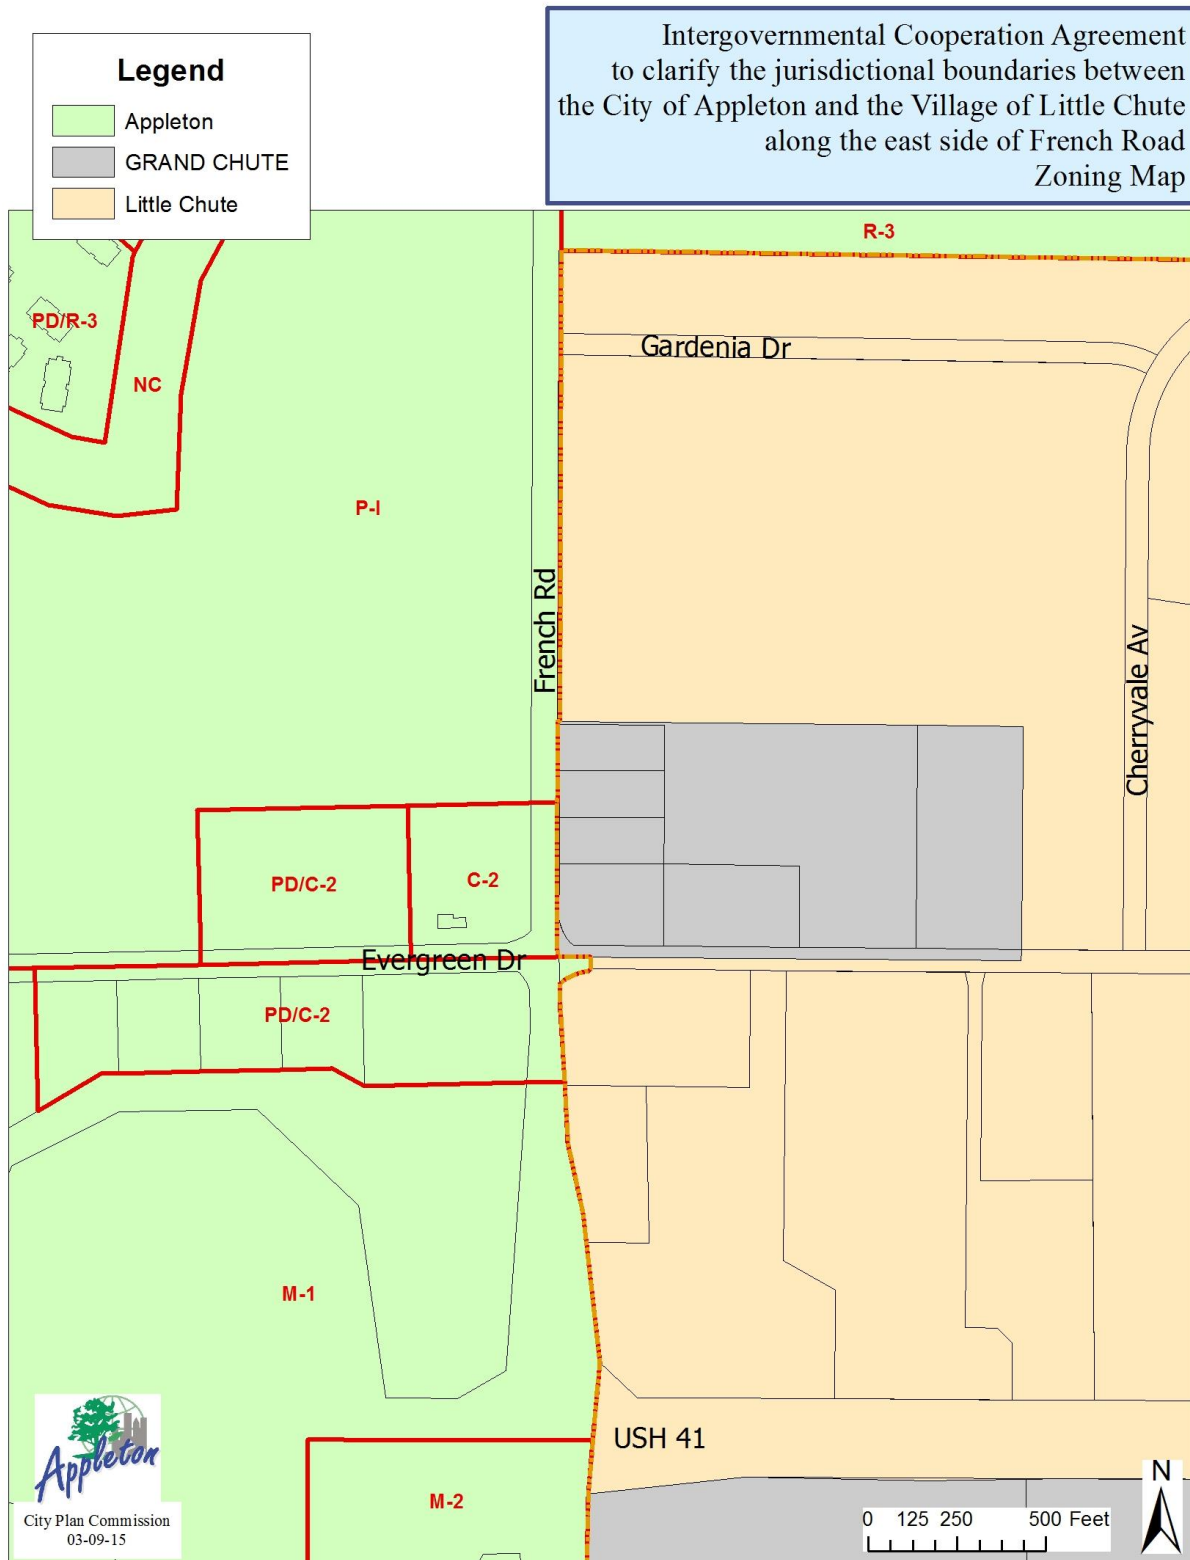 Intergovernmental Cooperation Agreement
to clarify the jurisdictional boundaries between
the City of Appleton and the Village of Little Chute
along the east side of French Road
Zoning Map
Legend
Appleton
GRAND CHUTE
Little Chute
R-3
PD/R-3
Gardenia Dr
NC
P-I
French Rd
Cherryvale Av
PD/C-2
C-2
Evergreen Dr
PD/C-2
M-1
USH 41
Appleton
M-2
City Plan Commission
03-09-15
0 125 250 500 Feet
N